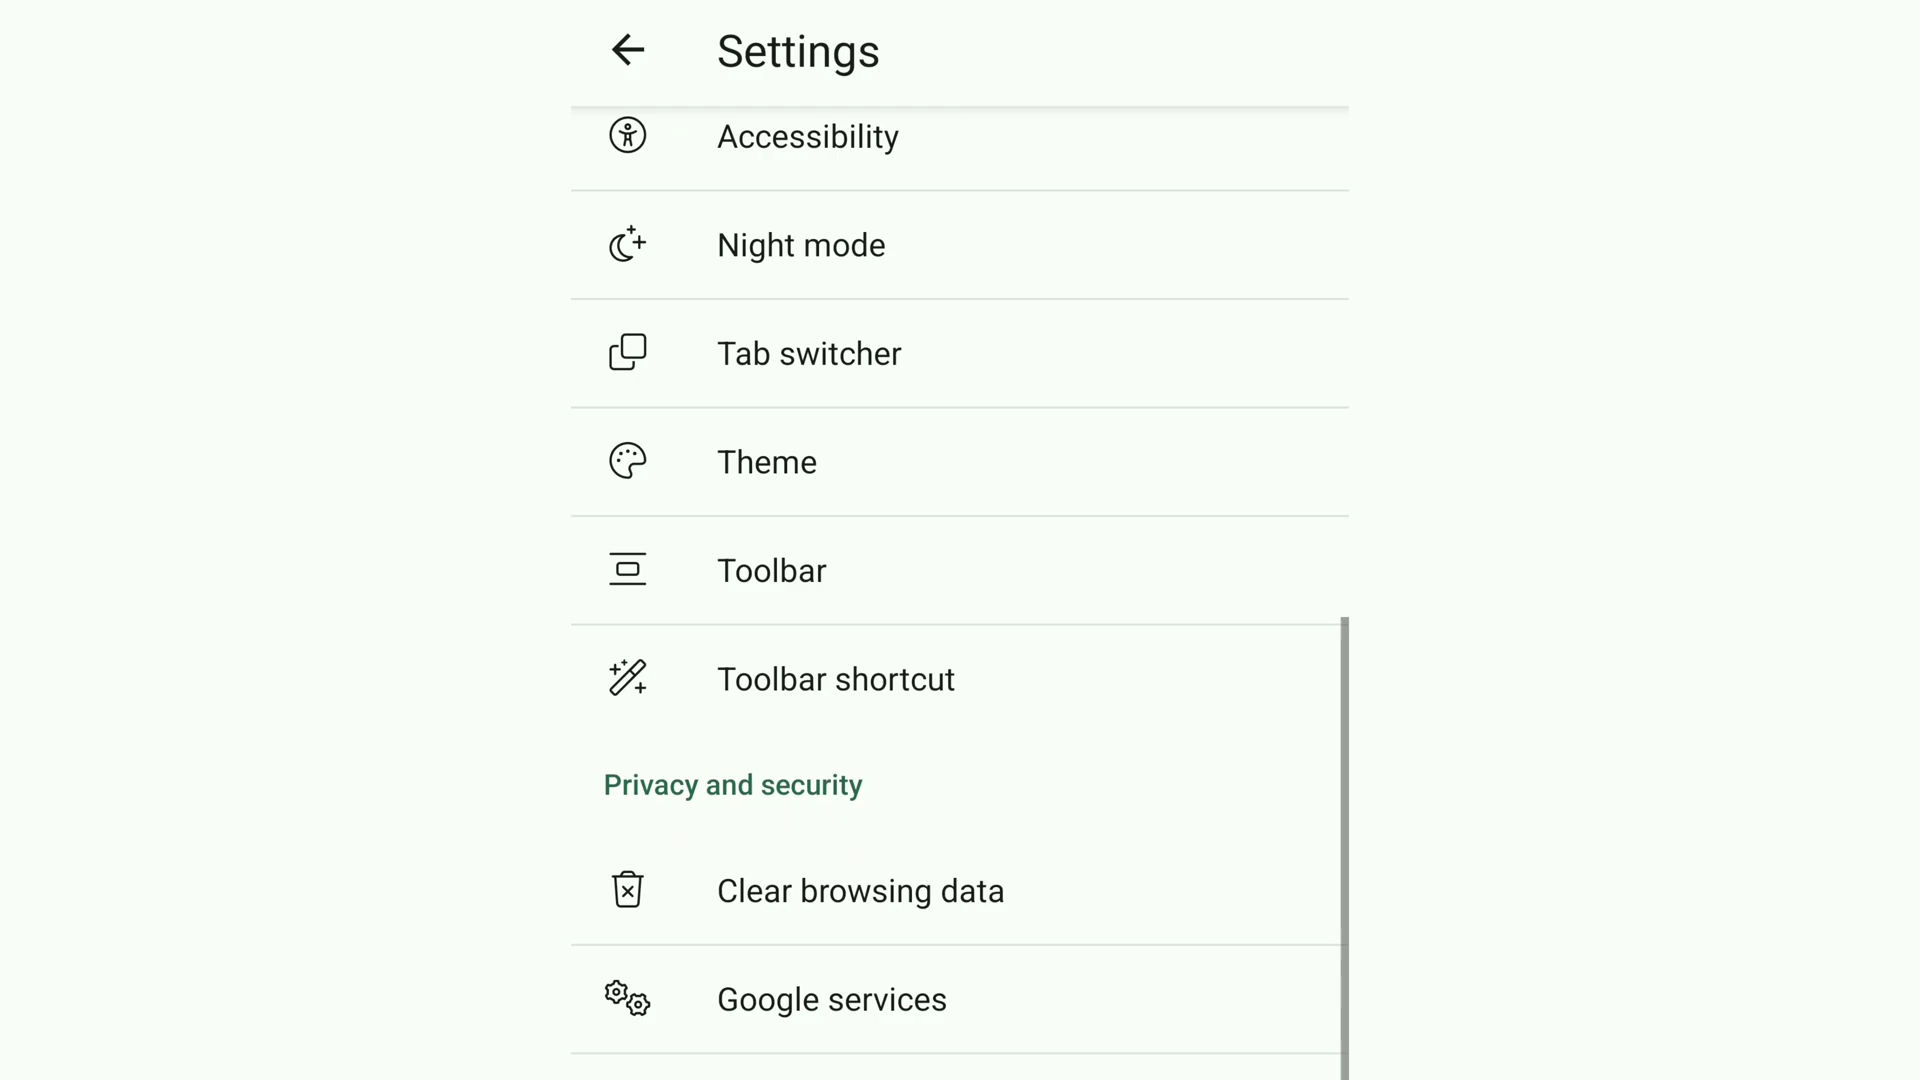 Settings
Accessibility
Night mode
Tab switcher
Theme
Toolbar
Toolbar shortcut
Privacy and security
Clear browsing data
Google services